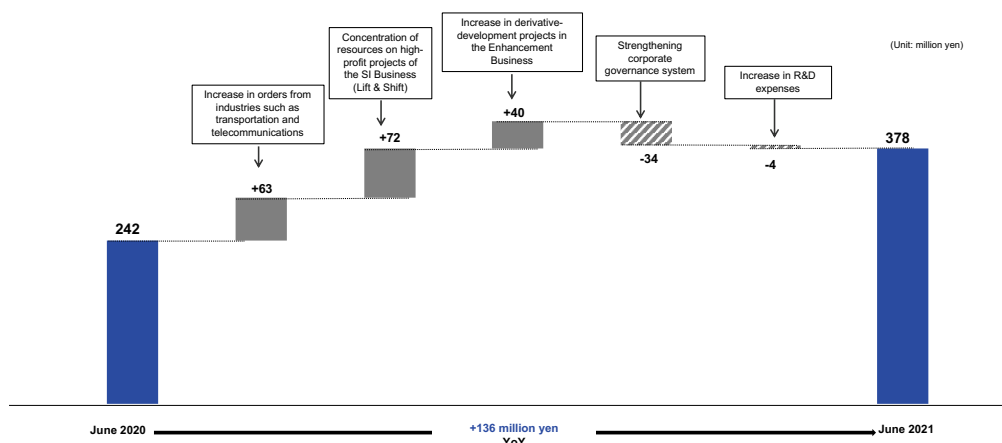 (Unit: million yen)
Increase in orders from
industries such as
transportation and
telecommunications
Concentration of
resources on high-
profit projects of
the SI Business
(Lift & Shift)
Increase in derivative-
development projects in
the Enhancement
Business
Strengthening
corporate
governance system
Increase in R&D
expenses
242
+63
+72
+40
-34
-4
378
June 2020
+136 million yen
YoY
June 2021